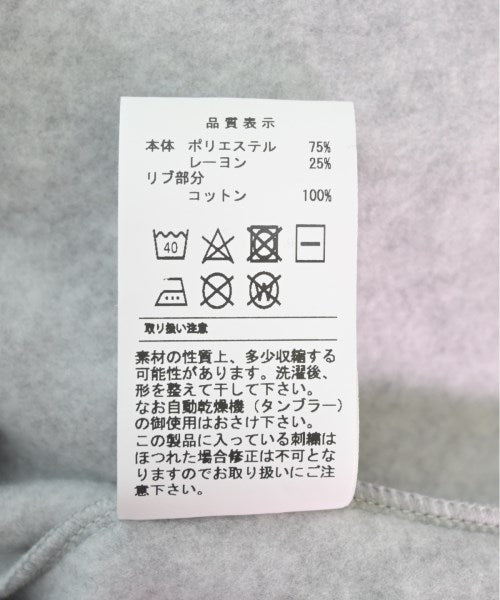 品質表示
本体 ポリエステル 75%
レーヨン 25%
リブ部分
コットン 100%
40
W
取り扱い注意
素材の性質上、多少収縮する
可能性があります。洗濯後、
形を整えて干して下さい。
なお自動乾燥機（タンブラー）
の御使用はおさけ下さい。
この製品に入っている刺繍は
ほつれた場合修正は不可とな
りますのでお取り扱いにご注
意下さい。